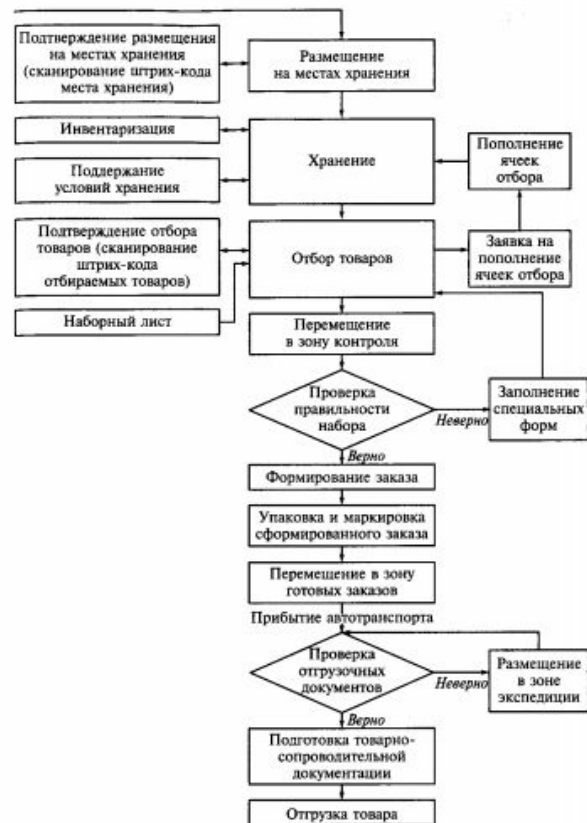 Подтверждение размещения
на местах хранения
(сканирование штрих-кода
места хранения)
Размещение
на местах хранения
Инвентаризация
Хранение
Пополнение
ячеек
отбора
Поддержание
условий хранения
Подтверждение отбора
товаров (сканирование
штрих-кода
отбираемых товаров)
Отбор товаров
Заявка на
пополнение
ячеек отбора
Наборный лист
Перемещение
в зону контроля
Проверка
правильности
набора
Неверно
Заполнение
специальных
форм
Верно
Формирование заказа
Упаковка и маркировка
сформированного заказа
Перемещение в зону
готовых заказов
Прибытие автотранспорта
Проверка
отгрузочных
документов
Неверно
Размещение
в зоне
экспедиции
Верно
Подготовка товарно-
сопроводительной
документации
Отгрузка товара